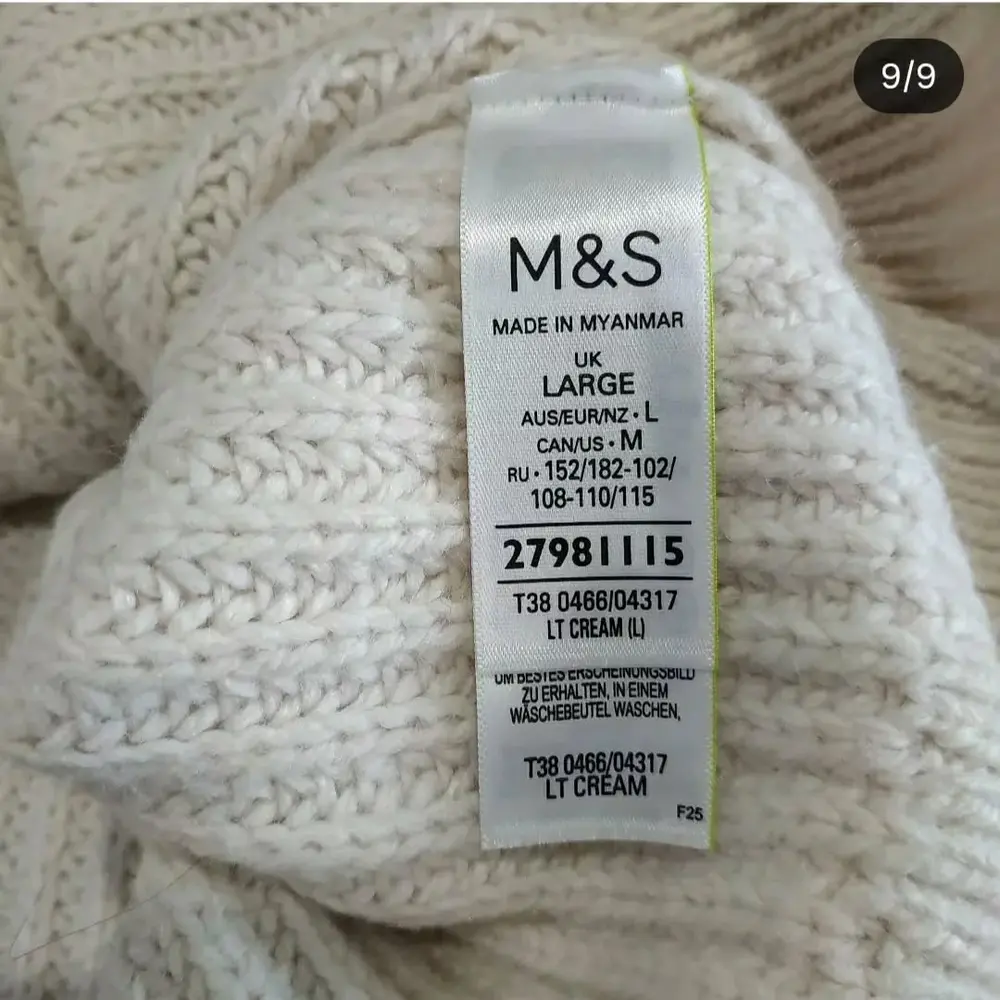 9/9
M&S
MADE IN MYANMAR
UK
LARGE
AUS/EUR/NZ • L
CAN/US • M
RU • 152/182-102/
108-110/115
27981115
T38 0466/04317
LT CREAM (L)
UM BESTES ERSCHEINUNGSBILD
ZU ERHALTEN, IN EINEM
WÄSCHEBEUTEL WASCHEN,
T38 0466/04317
LT CREAM
F25